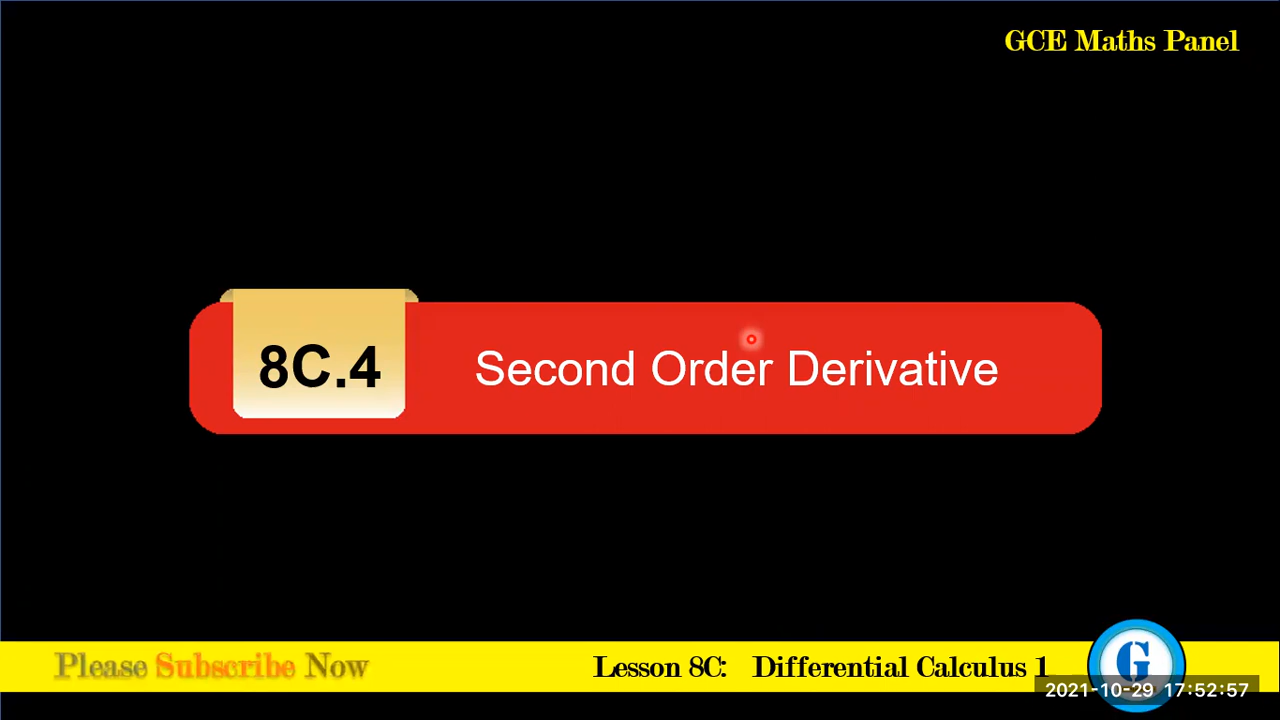 GCE Maths Panel
8C.4 Second Order Derivative
Please Subscribe Now Lesson 8C: Differential Calculus 1 G
2021-10-29 17:52:57